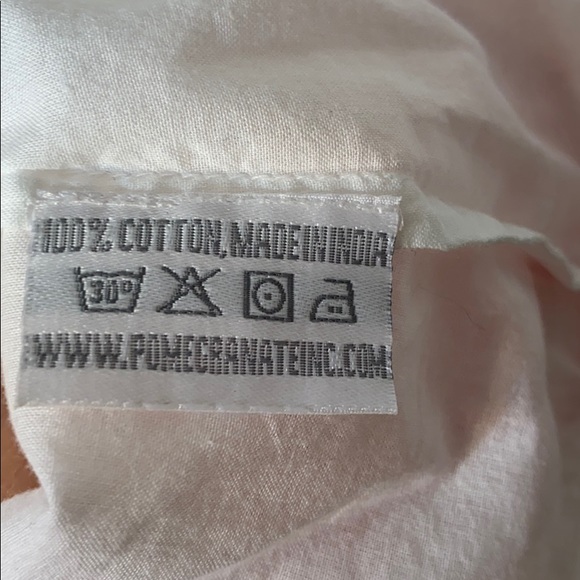 100% COTTON, MADE IN INDIA
30°
WWW.POMEGRANATEINC.COM